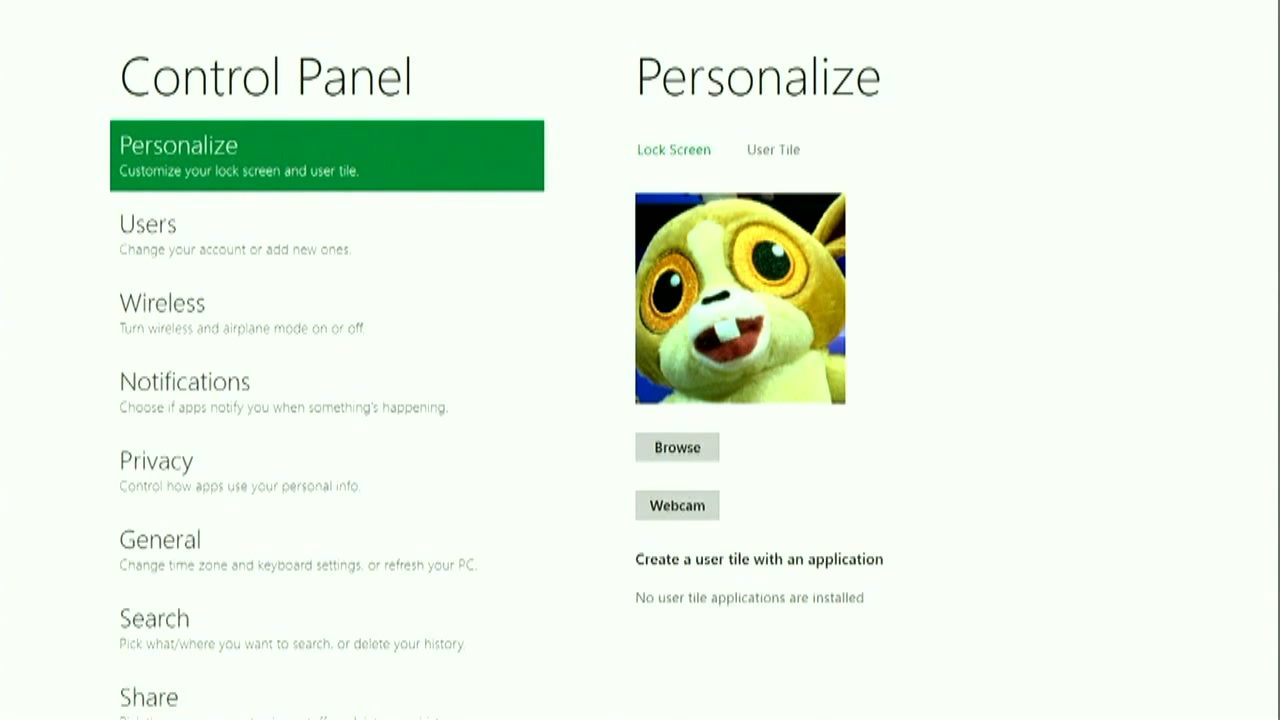 Control Panel
Personalize
Customize your lock screen and user tile.
Users
Change your account or add new ones.
Wireless
Turn wireless and airplane mode on or off.
Notifications
Choose if apps notify you when something's happening.
Privacy
Control how apps use your personal info.
General
Change time zone and keyboard settings, or refresh your PC.
Search
Pick what/where you want to search, or delete your history.
Share
Personalize
Lock Screen User Tile
Browse
Webcam
Create a user tile with an application
No user tile applications are installed